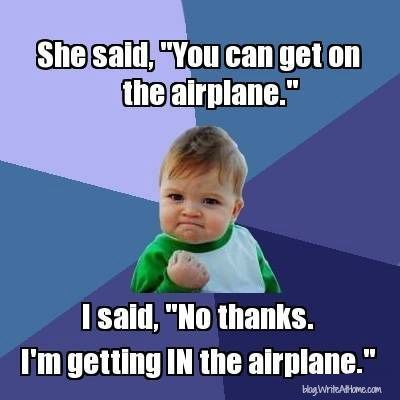 She said, "You can get on
the airplane."
I said, "No thanks.
I'm getting IN the airplane."
blog.WriteAtHome.com